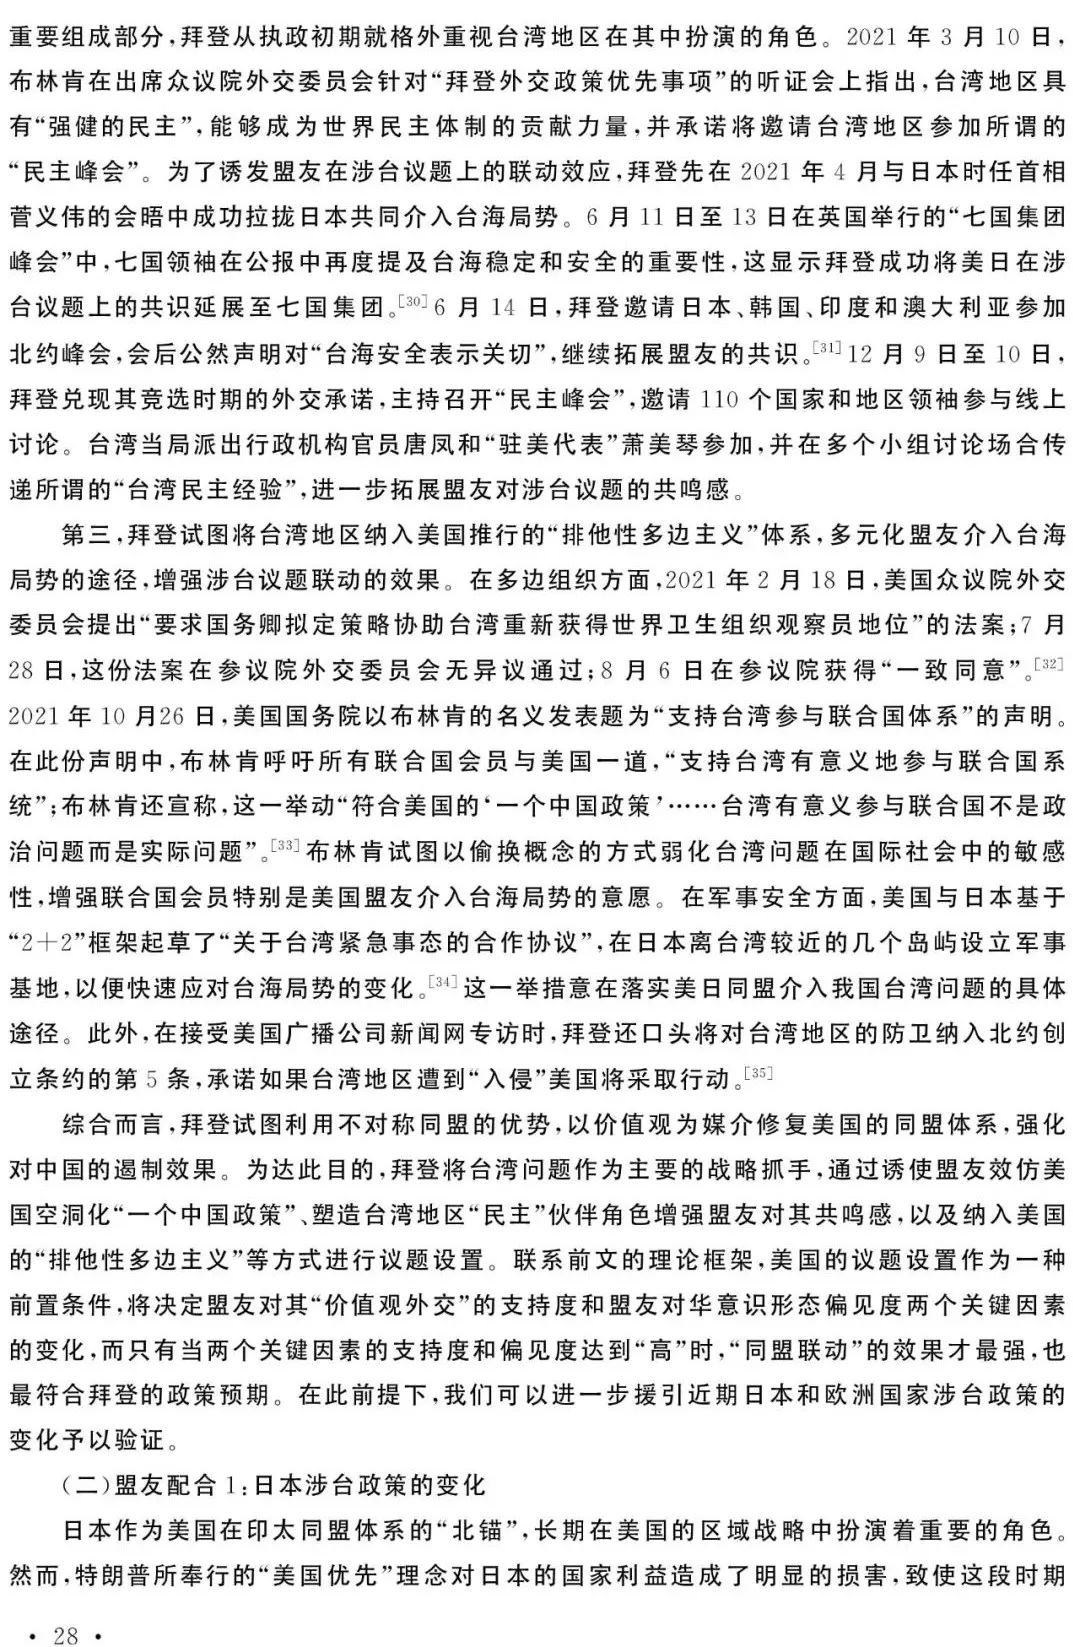 重要组成部分,拜登从执政初期就格外重视台湾地区在其中扮演的角色。2021 年 3 月 10 日,
布林肯在出席众议院外交委员会针对“拜登外交政策优先事项”的听证会上指出,台湾地区具
有“强健的民主”,能够成为世界民主体制的贡献力量,并承诺将邀请台湾地区参加所谓的
“民主峰会”。为了诱发盟友在涉台议题上的联动效应,拜登先在 2021 年 4 月与日本时任首相
菅义伟的会晤中成功拉拢日本共同介入台海局势。6 月 11 日至 13 日在英国举行的“七国集团
峰会”中,七国领袖在公报中再度提及台海稳定和安全的重要性,这显示拜登成功将美日在涉
台议题上的共识延展至七国集团。[30] 6 月 14 日,拜登邀请日本、韩国、印度和澳大利亚参加
北约峰会,会后公然声明对“台海安全表示关切”,继续拓展盟友的共识。[31] 12 月 9 日至 10 日,
拜登兑现其竞选时期的外交承诺,主持召开“民主峰会”,邀请 110 个国家和地区领袖参与线上
讨论。台湾当局派出行政机构官员唐凤和“驻美代表”萧美琴参加,并在多个小组讨论场合传
递所谓的“台湾民主经验”,进一步拓展盟友对涉台议题的共鸣感。
第三,拜登试图将台湾地区纳入美国推行的“排他性多边主义”体系,多元化盟友介入台海
局势的途径,增强涉台议题联动的效果。在多边组织方面,2021 年 2 月 18 日,美国众议院外交
委员会提出“要求国务卿拟定策略协助台湾重新获得世界卫生组织观察员地位”的法案;7 月
28 日,这份法案在参议院外交委员会无异议通过;8 月 6 日在参议院获得“一致同意”。[32]
2021 年 10 月26 日,美国国务院以布林肯的名义发表题为“支持台湾参与联合国体系”的声明。
在此份声明中,布林肯呼吁所有联合国会员与美国一道,“支持台湾有意义地参与联合国系
统”;布林肯还宣称,这一举动“符合美国的‘一个中国政策’……台湾有意义参与联合国不是政
治问题而是实际问题”。[33] 布林肯试图以偷换概念的方式弱化台湾问题在国际社会中的敏感
性,增强联合国会员特别是美国盟友介入台海局势的意愿。在军事安全方面,美国与日本基于
“2+2”框架起草了“关于台湾紧急事态的合作协议”,在日本离台湾较近的几个岛屿设立军事
基地,以便快速应对台海局势的变化。[34] 这一举措意在落实美日同盟介入我国台湾问题的具体
途径。此外,在接受美国广播公司新闻网专访时,拜登还口头将对台湾地区的防卫纳入北约创
立条约的第 5 条,承诺如果台湾地区遭到“入侵”美国将采取行动。[35]
综合而言,拜登试图利用不对称同盟的优势,以价值观为媒介修复美国的同盟体系,强化
对中国的遏制效果。为达此目的,拜登将台湾问题作为主要的战略抓手,通过诱使盟友效仿美
国空洞化“一个中国政策”、塑造台湾地区“民主”伙伴角色增强盟友对其共鸣感,以及纳入美国
的“排他性多边主义”等方式进行议题设置。联系前文的理论框架,美国的议题设置作为一种
前置条件,将决定盟友对其“价值观外交”的支持度和盟友对华意识形态偏见度两个关键因素
的变化,而只有当两个关键因素的支持度和偏见度达到“高”时,“同盟联动”的效果才最强,也
最符合拜登的政策预期。在此前提下,我们可以进一步援引近期日本和欧洲国家涉台政策的
变化予以验证。
(二)盟友配合 1:日本涉台政策的变化
日本作为美国在印太同盟体系的“北锚”,长期在美国的区域战略中扮演着重要的角色。
然而,特朗普所奉行的“美国优先”理念对日本的国家利益造成了明显的损害,致使这段时期
· 28 ·